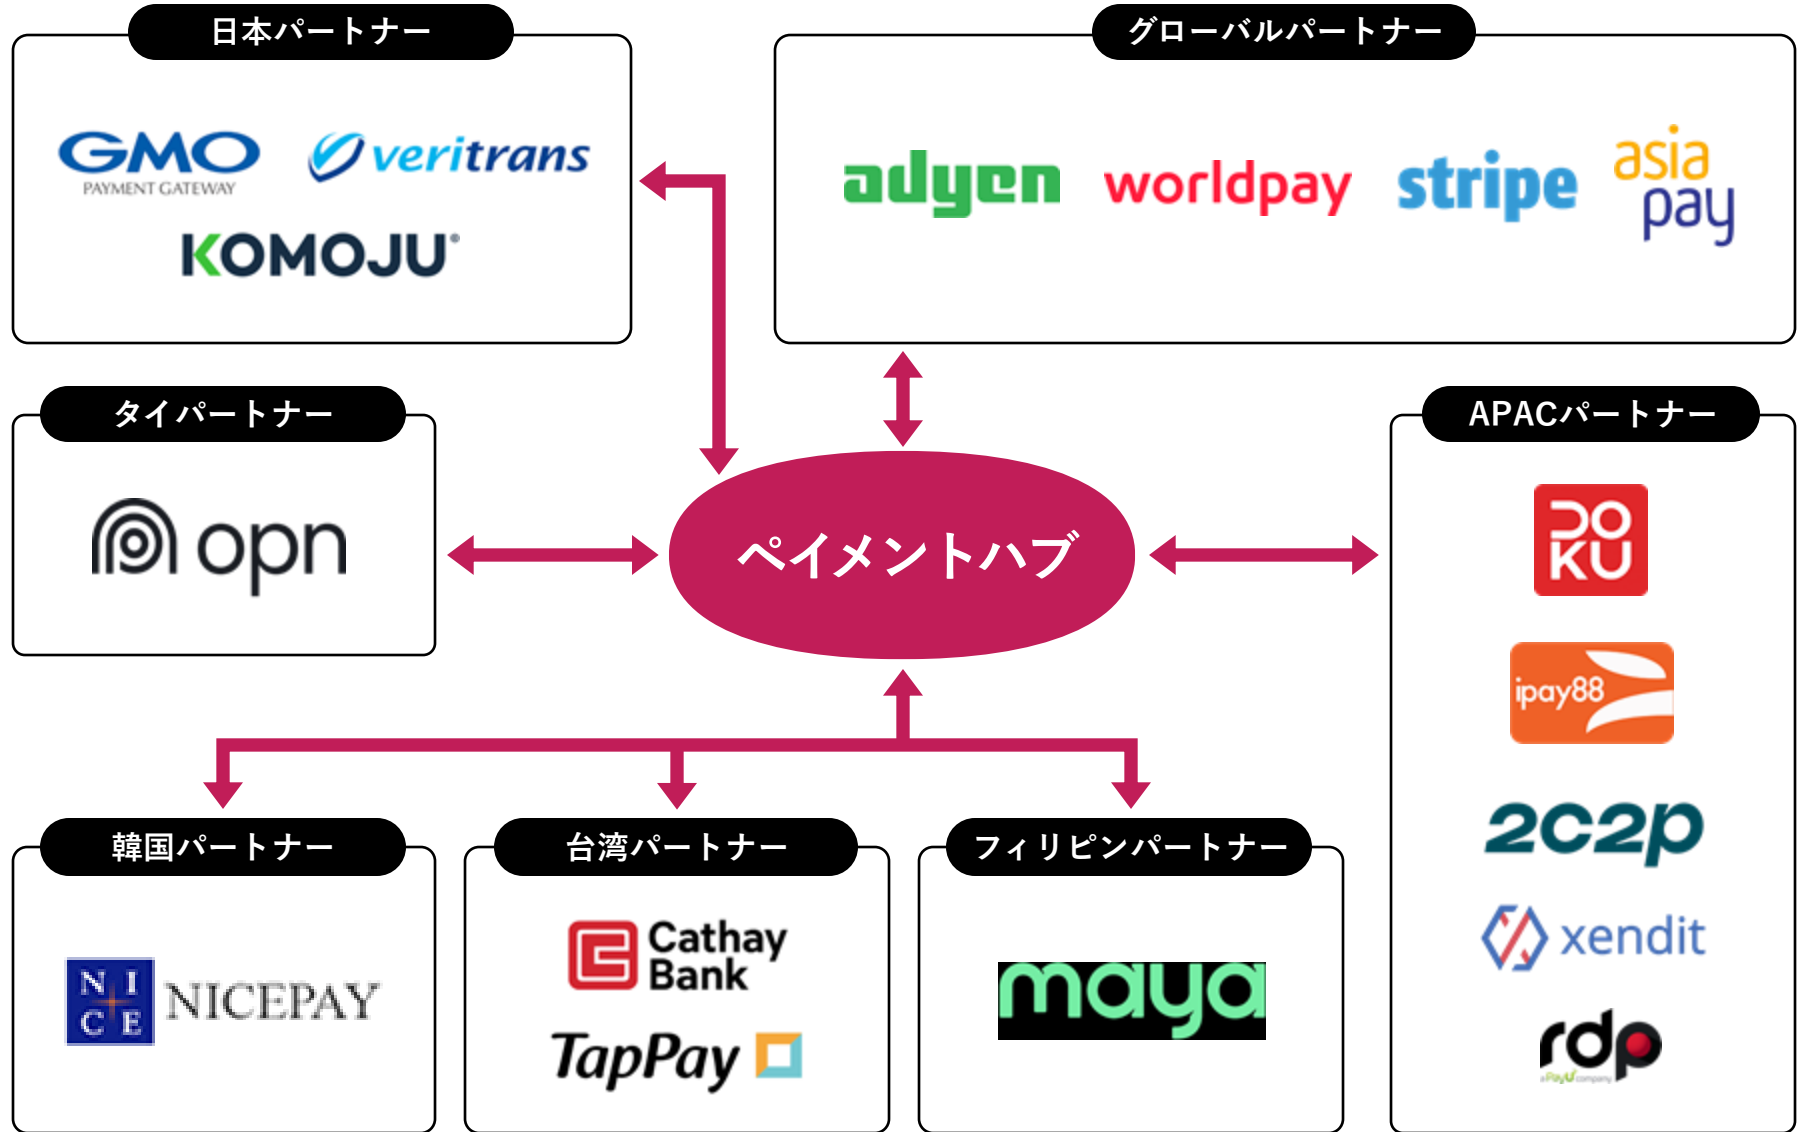 日本パートナー
GMO
PAYMENT GATEWAY
veritrans
KOMOJU®
グローバルパートナー
adyen
worldpay
stripe
asia
pay
タイパートナー
opn
ペイメントハブ
APACパートナー
DOKU
ipay88
2c2p
xendit
rdp
a PayU company
韓国パートナー
NICE
NICEPAY
台湾パートナー
Cathay
Bank
TapPay
フィリピンパートナー
maya